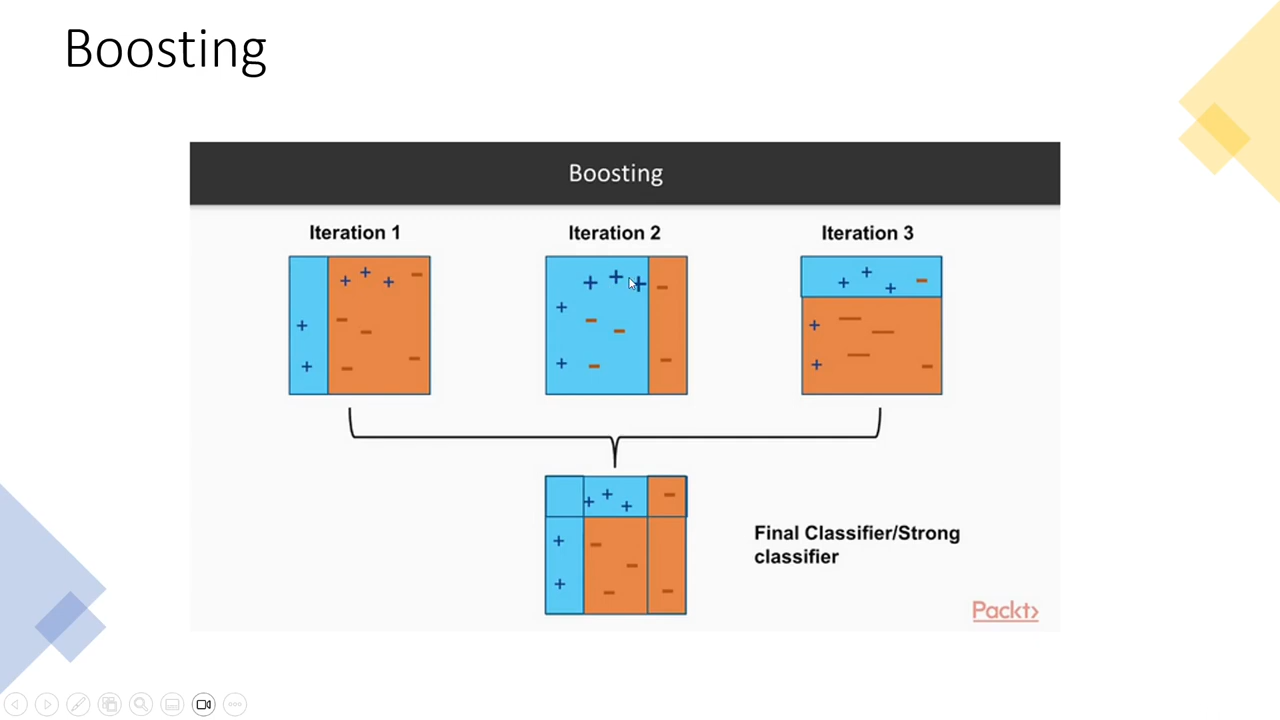 Boosting
Boosting
Iteration 1
Iteration 2
Iteration 3
Final Classifier/Strong
classifier
Packt>